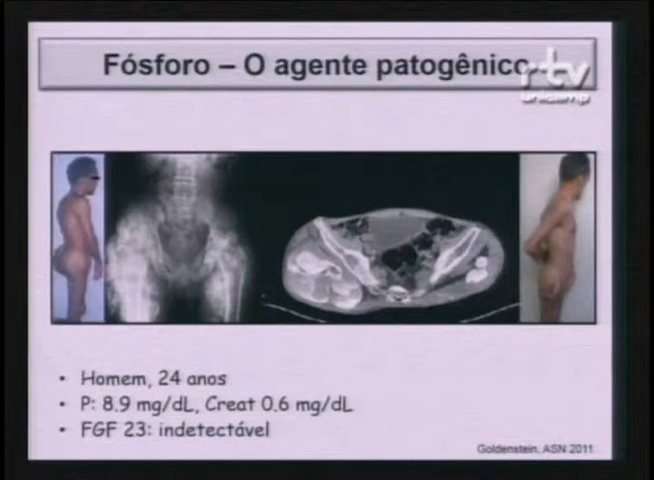 Fósforo – O agente patogênico
rtv
unicamp
• Homem, 24 anos
• P: 8.9 mg/dL, Creat 0.6 mg/dL
• FGF 23: indetectável
Goldenstein, ASN 2011